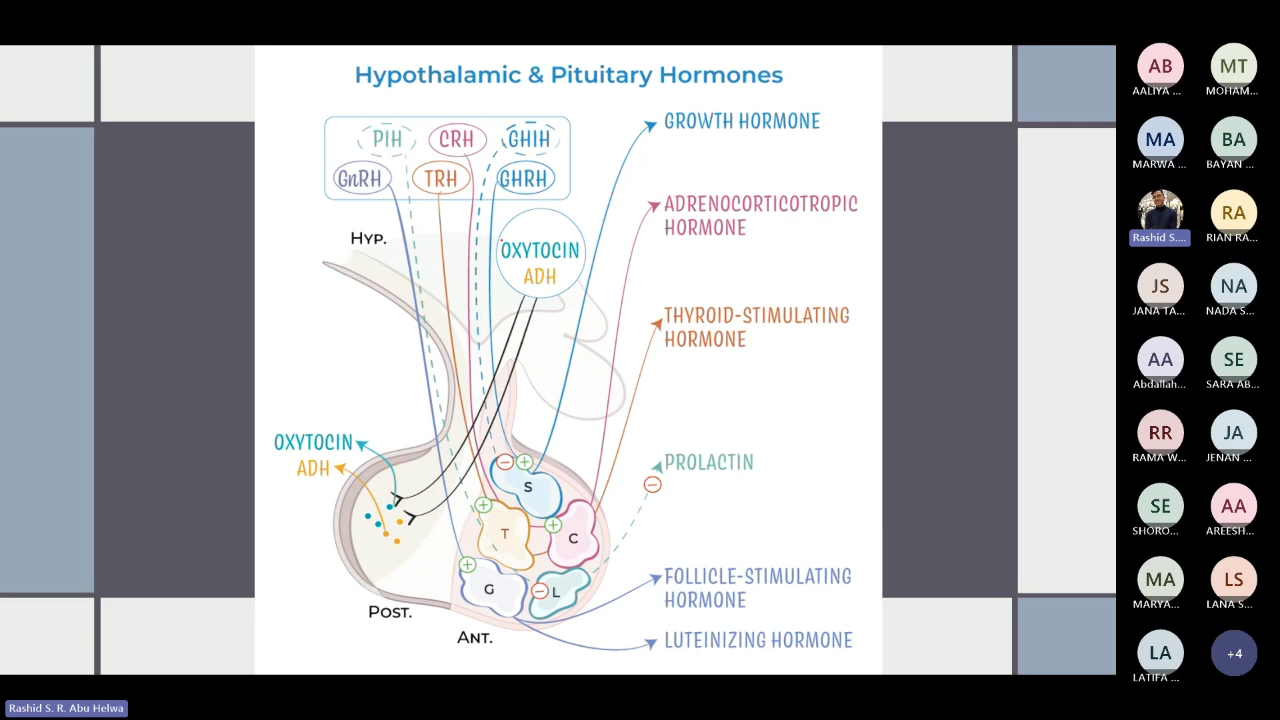 Hypothalamic & Pituitary Hormones
PIH
CRH
GHIH
GnRH
TRH
GHRH
HYP.
OXYTOCIN
ADH
GROWTH HORMONE
ADRENOCORTICOTROPIC
HORMONE
THYROID-STIMULATING
HORMONE
OXYTOCIN
ADH
PROLACTIN
S
T
C
G
L
FOLLICLE-STIMULATING
HORMONE
LUTEINIZING HORMONE
POST.
ANT.
AB
AALIYA ...
MT
MOHAM...
MA
MARWA ...
BA
BAYAN ...
Rashid S....
RA
RIAN RA...
JS
JANA TA...
NA
NADA S...
AA
Abdallah...
SE
SARA AB...
RR
RAMA W...
JA
JENAN ...
SE
SHORO...
AA
AREESH...
MA
MARYA...
LS
LANA S...
LA
LATIFA ...
+4
Rashid S. R. Abu Helwa